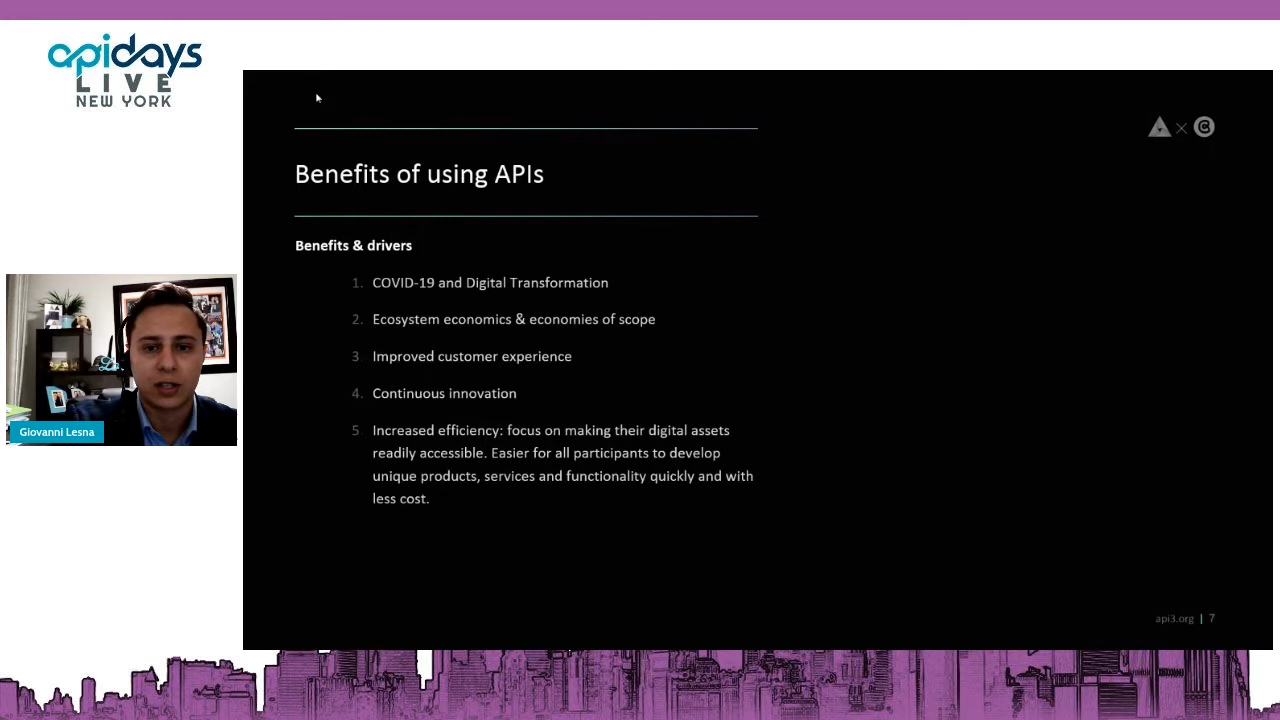 apidays
LIVE
NEW YORK
Benefits of using APIs
Benefits & drivers
1. COVID-19 and Digital Transformation
2. Ecosystem economics & economies of scope
3 Improved customer experience
4. Continuous innovation
5 Increased efficiency: focus on making their digital assets
readily accessible. Easier for all participants to develop
unique products, services and functionality quickly and with
less cost.
Giovanni Lesna
api3.org | 7